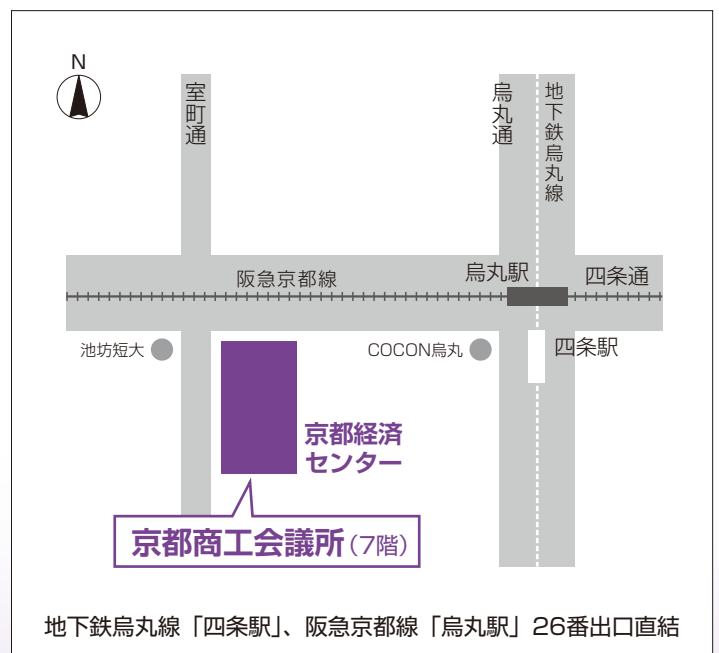 N
室町通
烏丸通
地下鉄烏丸線
阪急京都線
烏丸駅
四条通
池坊短大
COCON烏丸
四条駅
京都経済
センター
京都商工会議所(7階)
地下鉄烏丸線「四条駅」、阪急京都線「烏丸駅」26番出口直結